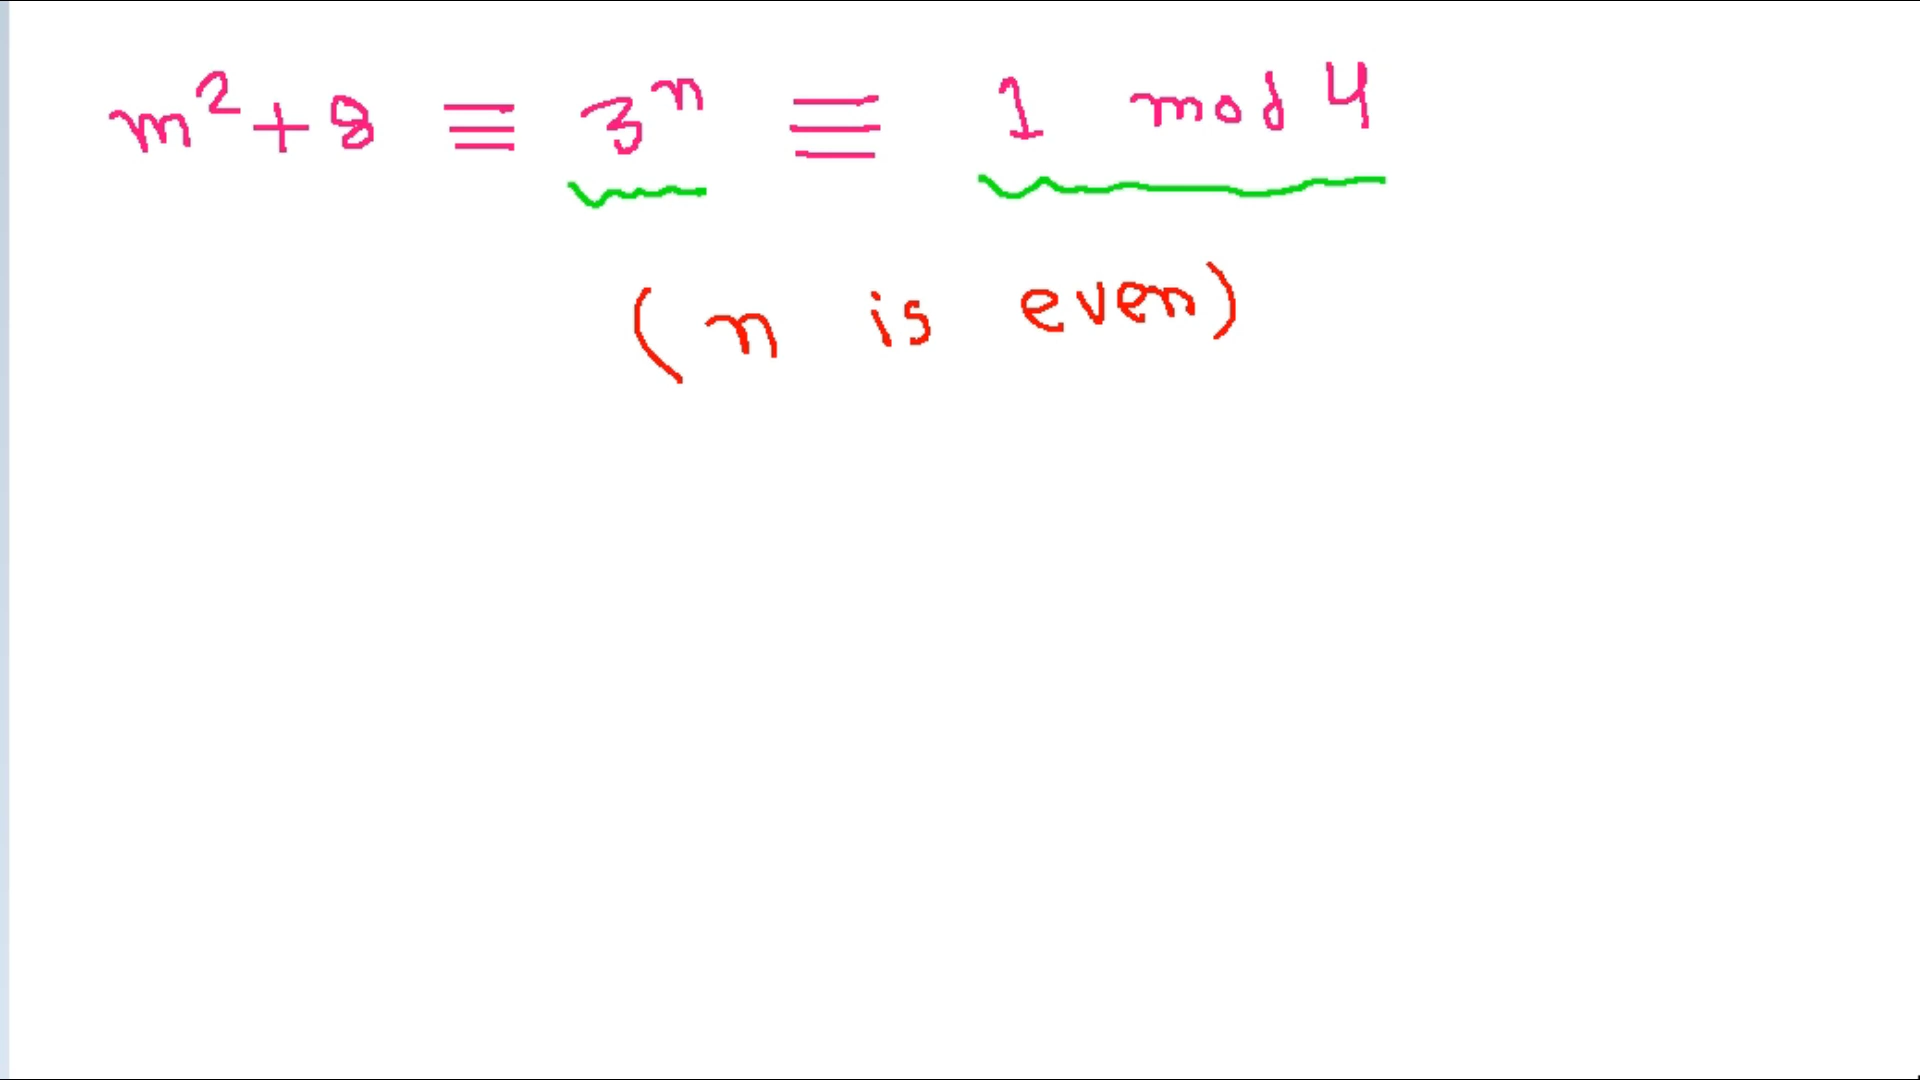 m² + 8 ≡ 3ⁿ ≡ 1 mod 4
(n is even)